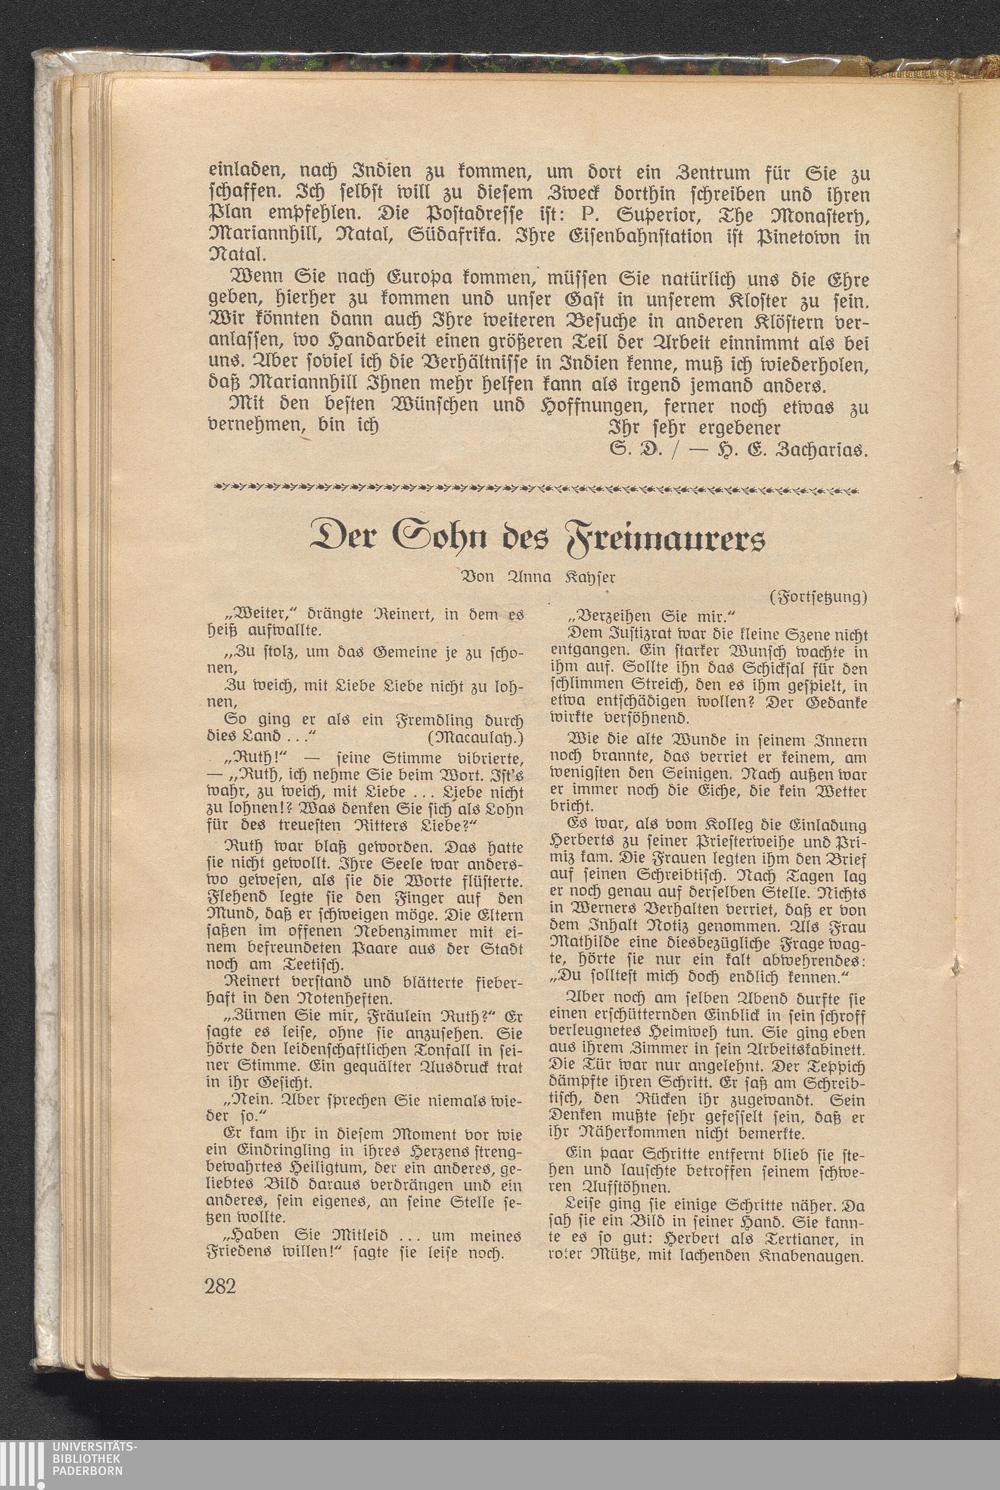 einladen, nach Indien zu kommen, um dort ein Zentrum für Sie zu
schaffen. Ich selbst will zu diesem Zweck dorthin schreiben und ihren
Plan empfehlen. Die Postadresse ist: P. Superior, The Monastery,
Mariannhill, Natal, Südafrika. Ihre Eisenbahnstation ist Pinetown in
Natal.
Wenn Sie nach Europa kommen, müssen Sie natürlich uns die Ehre
geben, hierher zu kommen und unser Gast in unserem Kloster zu sein.
Wir könnten dann auch Ihre weiteren Besuche in anderen Klöstern ver-
anlassen, wo Handarbeit einen größeren Teil der Arbeit einnimmt als bei
uns. Aber soviel ich die Verhältnisse in Indien kenne, muß ich wiederholen,
daß Mariannhill Ihnen mehr helfen kann als irgend jemand anders.
Mit den besten Wünschen und Hoffnungen, ferner noch etwas zu
vernehmen, bin ich Ihr sehr ergebener
S. D. / — H. E. Zacharias.
Der Sohn des Freimaurers
Von Anna Kayser
(Fortsetzung)
„Weiter,“ drängte Reinert, in dem es
heiß aufwallte.
„Zu stolz, um das Gemeine je zu scho-
nen,
Zu weich, mit Liebe Liebe nicht zu loh-
nen,
So ging er als ein Fremdling durch
dies Land . . .“ (Macaulay.)
„Ruth!“ — seine Stimme vibrierte,
— „Ruth, ich nehme Sie beim Wort. Ist's
wahr, zu weich, mit Liebe . . . Liebe nicht
zu lohnen!? Was denken Sie sich als Lohn
für des treuesten Ritters Liebe?“
Ruth war blaß geworden. Das hatte
sie nicht gewollt. Ihre Seele war anders-
wo gewesen, als sie die Worte flüsterte.
Flehend legte sie den Finger auf den
Mund, daß er schweigen möge. Die Eltern
saßen im offenen Nebenzimmer mit ei-
nem befreundeten Paare aus der Stadt
noch am Teetisch.
Reinert verstand und blätterte fieber-
haft in den Notenheften.
„Zürnen Sie mir, Fräulein Ruth?“ Er
sagte es leise, ohne sie anzusehen. Sie
hörte den leidenschaftlichen Tonfall in sei-
ner Stimme. Ein gequälter Ausdruck trat
in ihr Gesicht.
„Nein. Aber sprechen Sie niemals wie-
der so.“
Er kam ihr in diesem Moment vor wie
ein Eindringling in ihres Herzens streng-
bewahrtes Heiligtum, der ein anderes, ge-
liebtes Bild daraus verdrängen und ein
anderes, sein eigenes, an seine Stelle se-
tzen wollte.
„Haben Sie Mitleid . . . um meines
Friedens willen!“ sagte sie leise noch.
„Verzeihen Sie mir.“
Dem Justizrat war die kleine Szene nicht
entgangen. Ein starker Wunsch wachte in
ihm auf. Sollte ihn das Schicksal für den
schlimmen Streich, den es ihm gespielt, in
etwa entschädigen wollen? Der Gedanke
wirkte versöhnend.
Wie die alte Wunde in seinem Innern
noch brannte, das verriet er keinem, am
wenigsten den Seinigen. Nach außen war
er immer noch die Eiche, die kein Wetter
bricht.
Es war, als vom Kolleg die Einladung
Herberts zu seiner Priesterweihe und Pri-
miz kam. Die Frauen legten ihm den Brief
auf seinen Schreibtisch. Nach Tagen lag
er noch genau auf derselben Stelle. Nichts
in Werners Verhalten verriet, daß er von
dem Inhalt Notiz genommen. Als Frau
Mathilde eine diesbezügliche Frage wag-
te, hörte sie nur ein kalt abwehrendes:
„Du solltest mich doch endlich kennen.“
Aber noch am selben Abend durfte sie
einen erschütternden Einblick in sein schroff
verleugnetes Heimweh tun. Sie ging eben
aus ihrem Zimmer in sein Arbeitskabinett.
Die Tür war nur angelehnt. Der Teppich
dämpfte ihren Schritt. Er saß am Schreib-
tisch, den Rücken ihr zugewandt. Sein
Denken mußte sehr gefesselt sein, daß er
ihr Näherkommen nicht bemerkte.
Ein paar Schritte entfernt blieb sie ste-
hen und lauschte betroffen seinem schwe-
ren Aufstöhnen.
Leise ging sie einige Schritte näher. Da
sah sie ein Bild in seiner Hand. Sie kann-
te es so gut: Herbert als Tertianer, in
roter Mütze, mit lachenden Knabenaugen.
282
UNIVERSITÄTS-
BIBLIOTHEK
PADERBORN